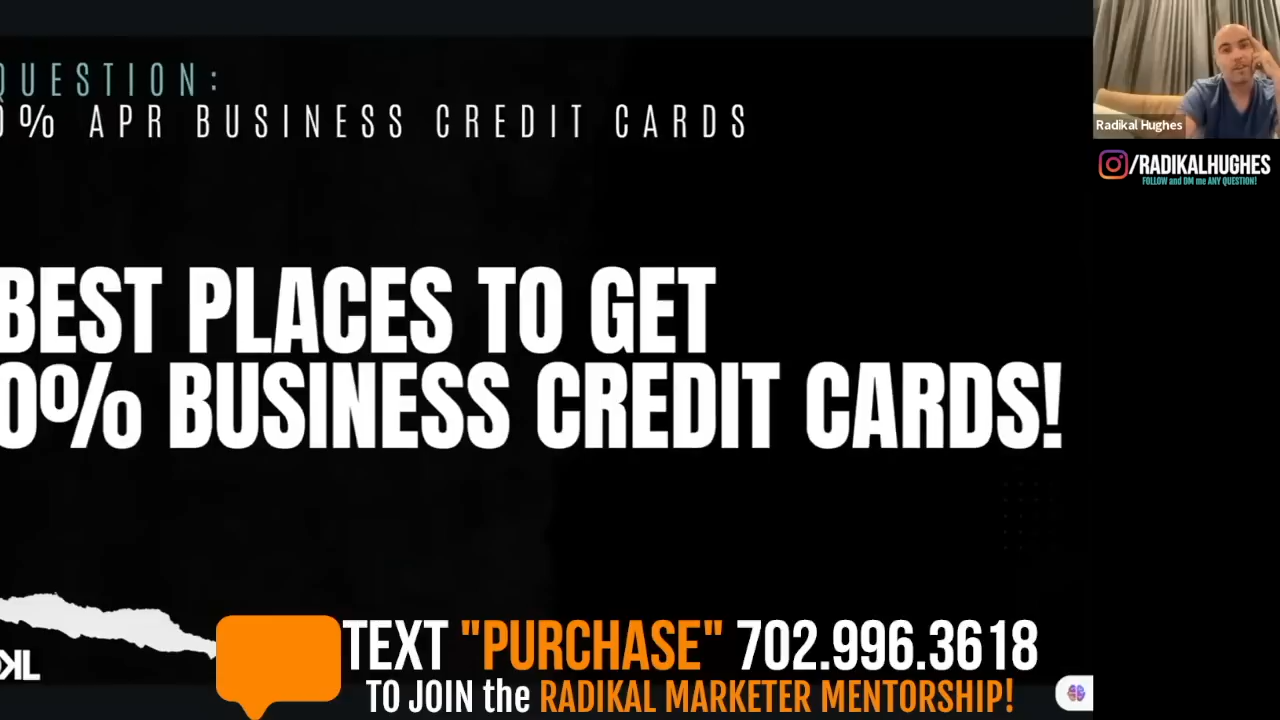 QUESTION:
0% APR BUSINESS CREDIT CARDS
BEST PLACES TO GET
0% BUSINESS CREDIT CARDS!
Radikal Hughes
/RADIKALHUGHES
FOLLOW and DM me ANY QUESTION!
TEXT "PURCHASE" 702.996.3618
TO JOIN the RADIKAL MARKETER MENTORSHIP!